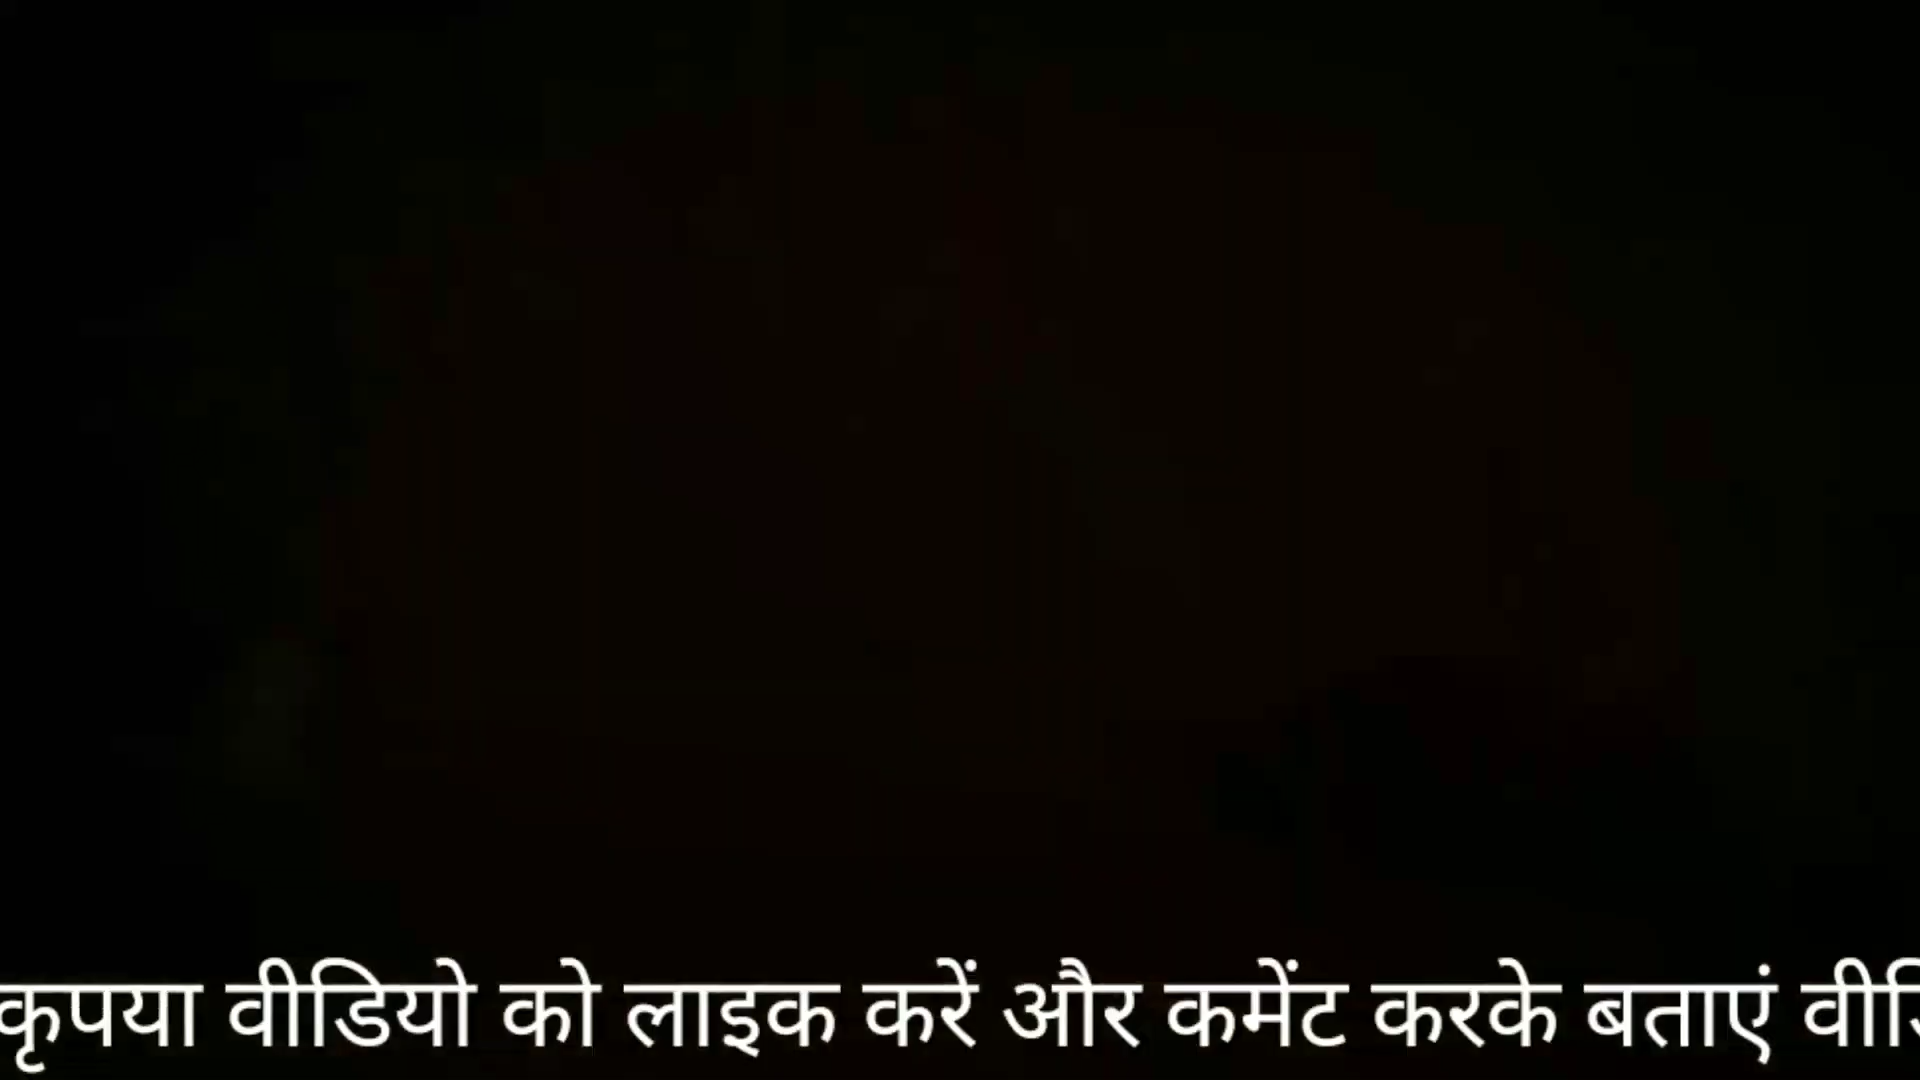 कृपया वीडियो को लाइक करें और कमेंट करके बताएं